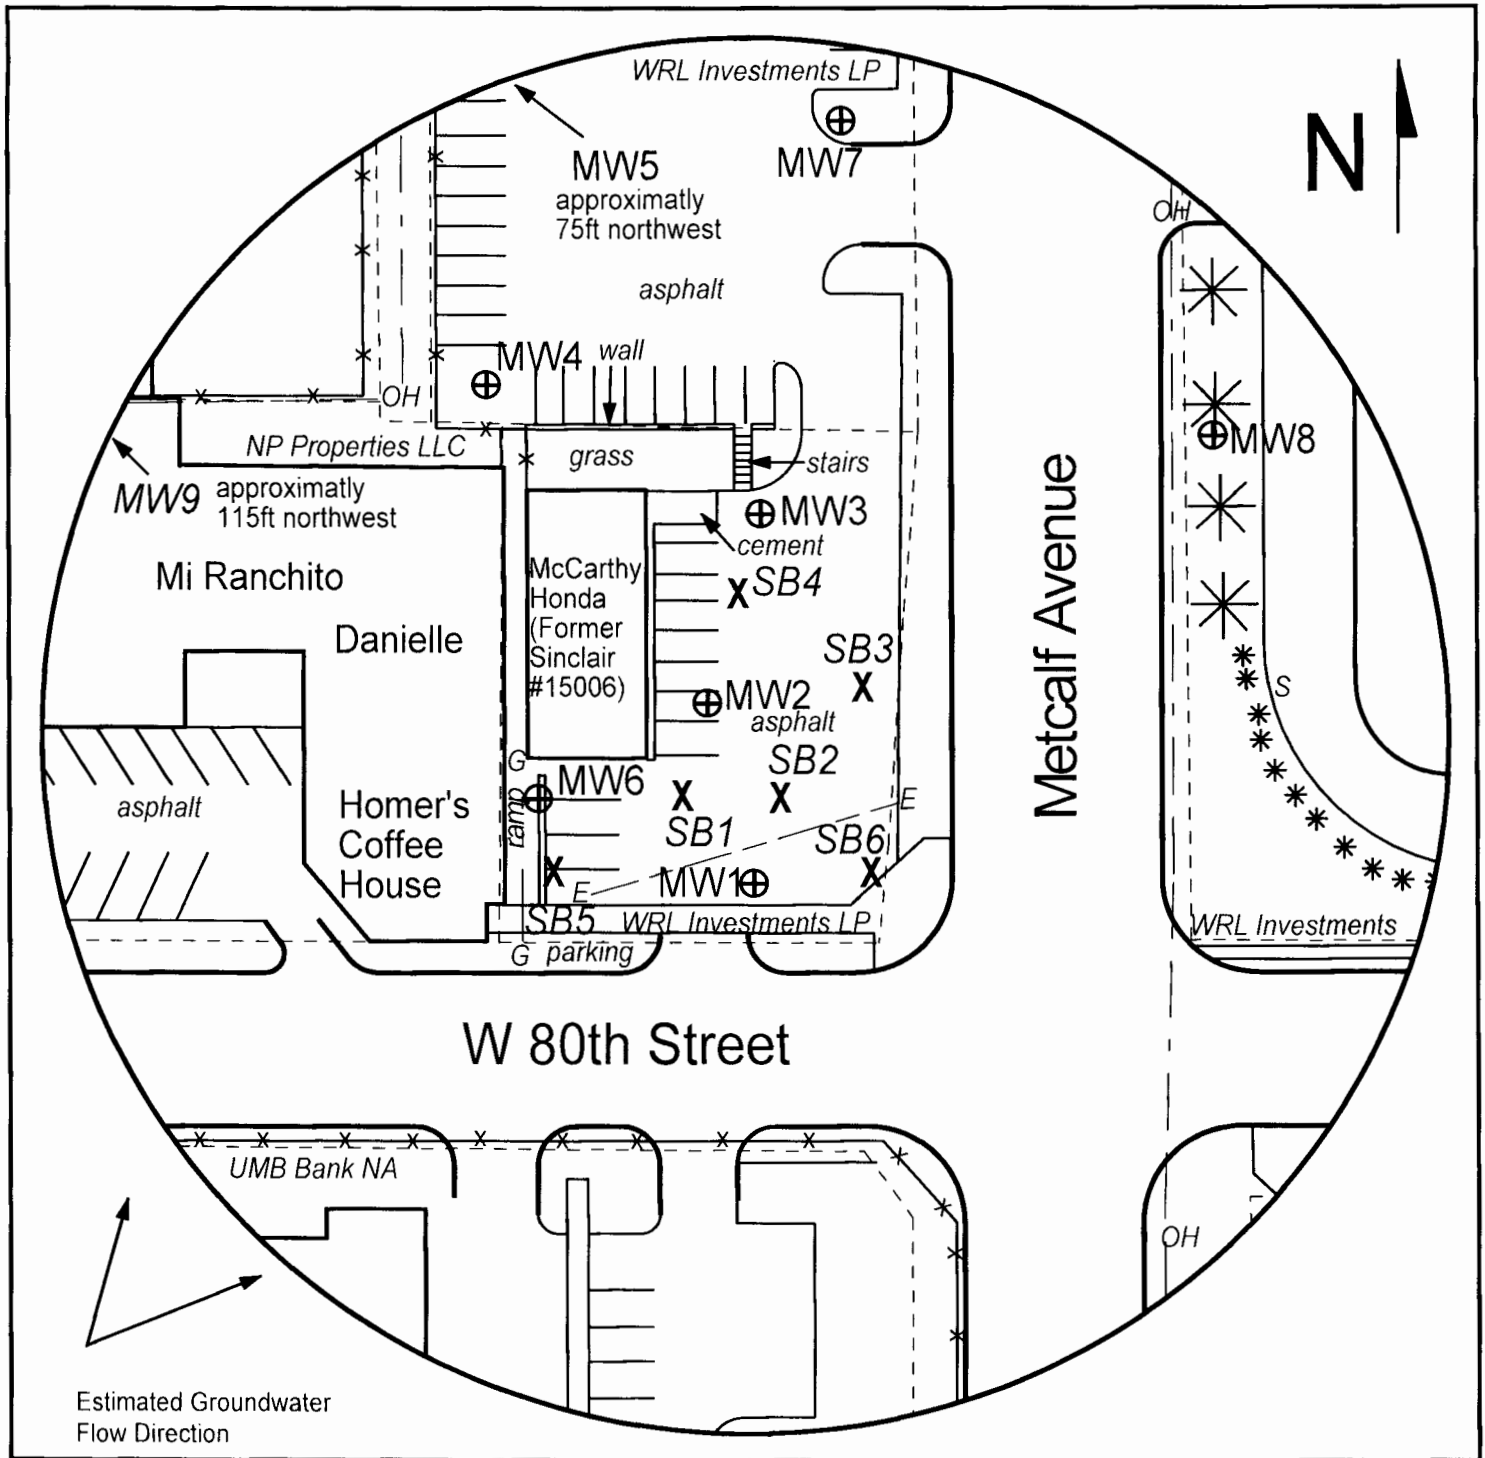 WRL Investments LP
N
MW5
approximatly
75ft northwest
MW7
OH
asphalt
MW4
wall
OH
NP Properties LLC
grass
stairs
MW8
MW9
approximatly
115ft northwest
MW3
cement
Mi Ranchito
McCarthy
Honda
(Former
Sinclair
#15006)
SB4
Danielle
SB3
MW2
asphalt
S
Metcalf Avenue
SB2
G
MW6
ramp
asphalt
Homer's
Coffee
House
E
SB1
SB6
MW1
E
SB5
WRL Investments LP
WRL Investments
G
parking
W 80th Street
UMB Bank NA
OH
Estimated Groundwater
Flow Direction